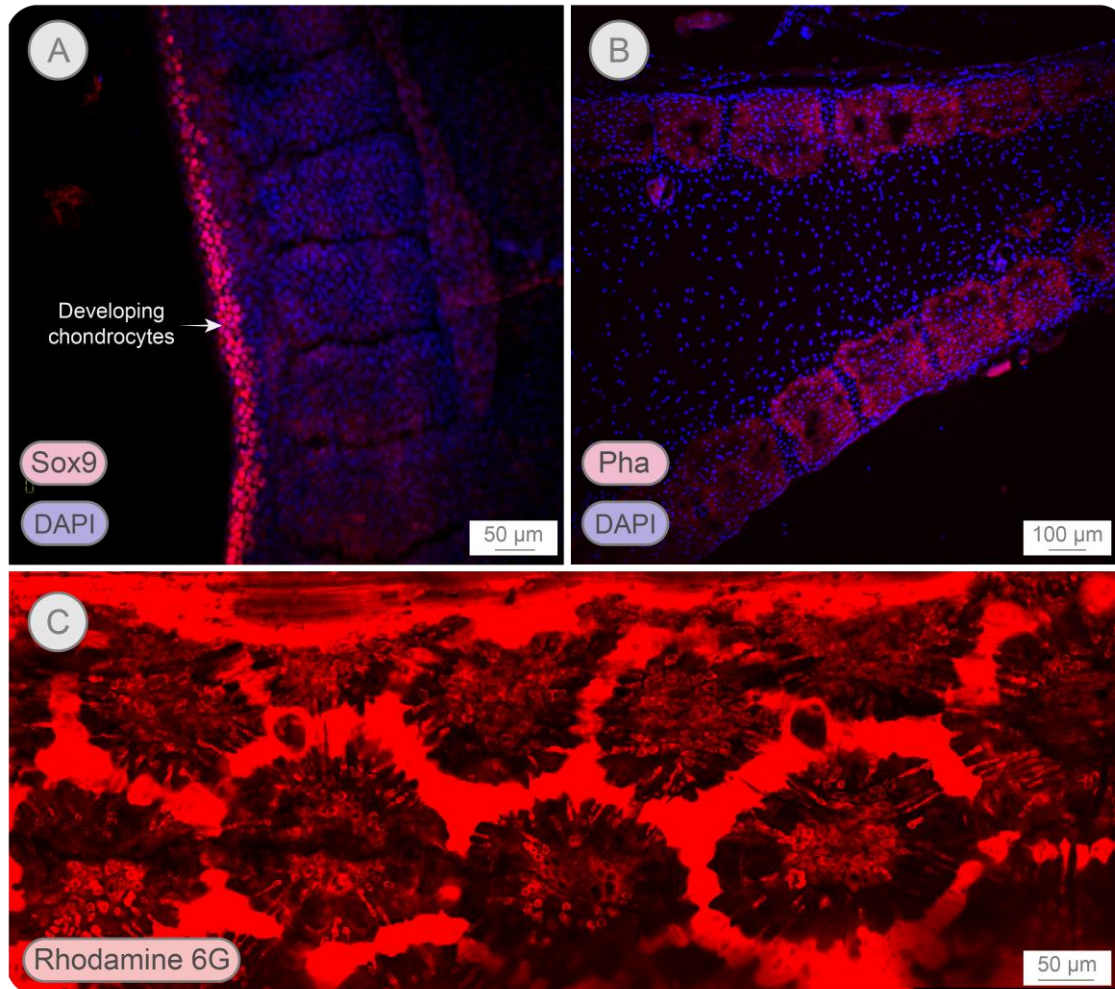 A
Developing
chondrocytes
Sox9
DAPI
50 µm
B
Pha
DAPI
100 µm
C
Rhodamine 6G
50 µm